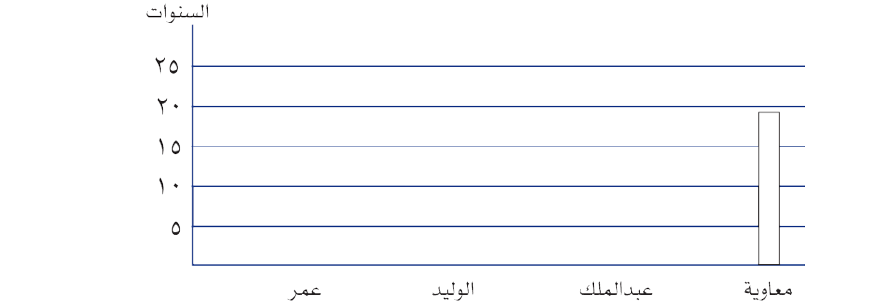 السنوات
٢٥
٢٠
١٥
١٠
٥
معاوية عبدالملك الوليد عمر